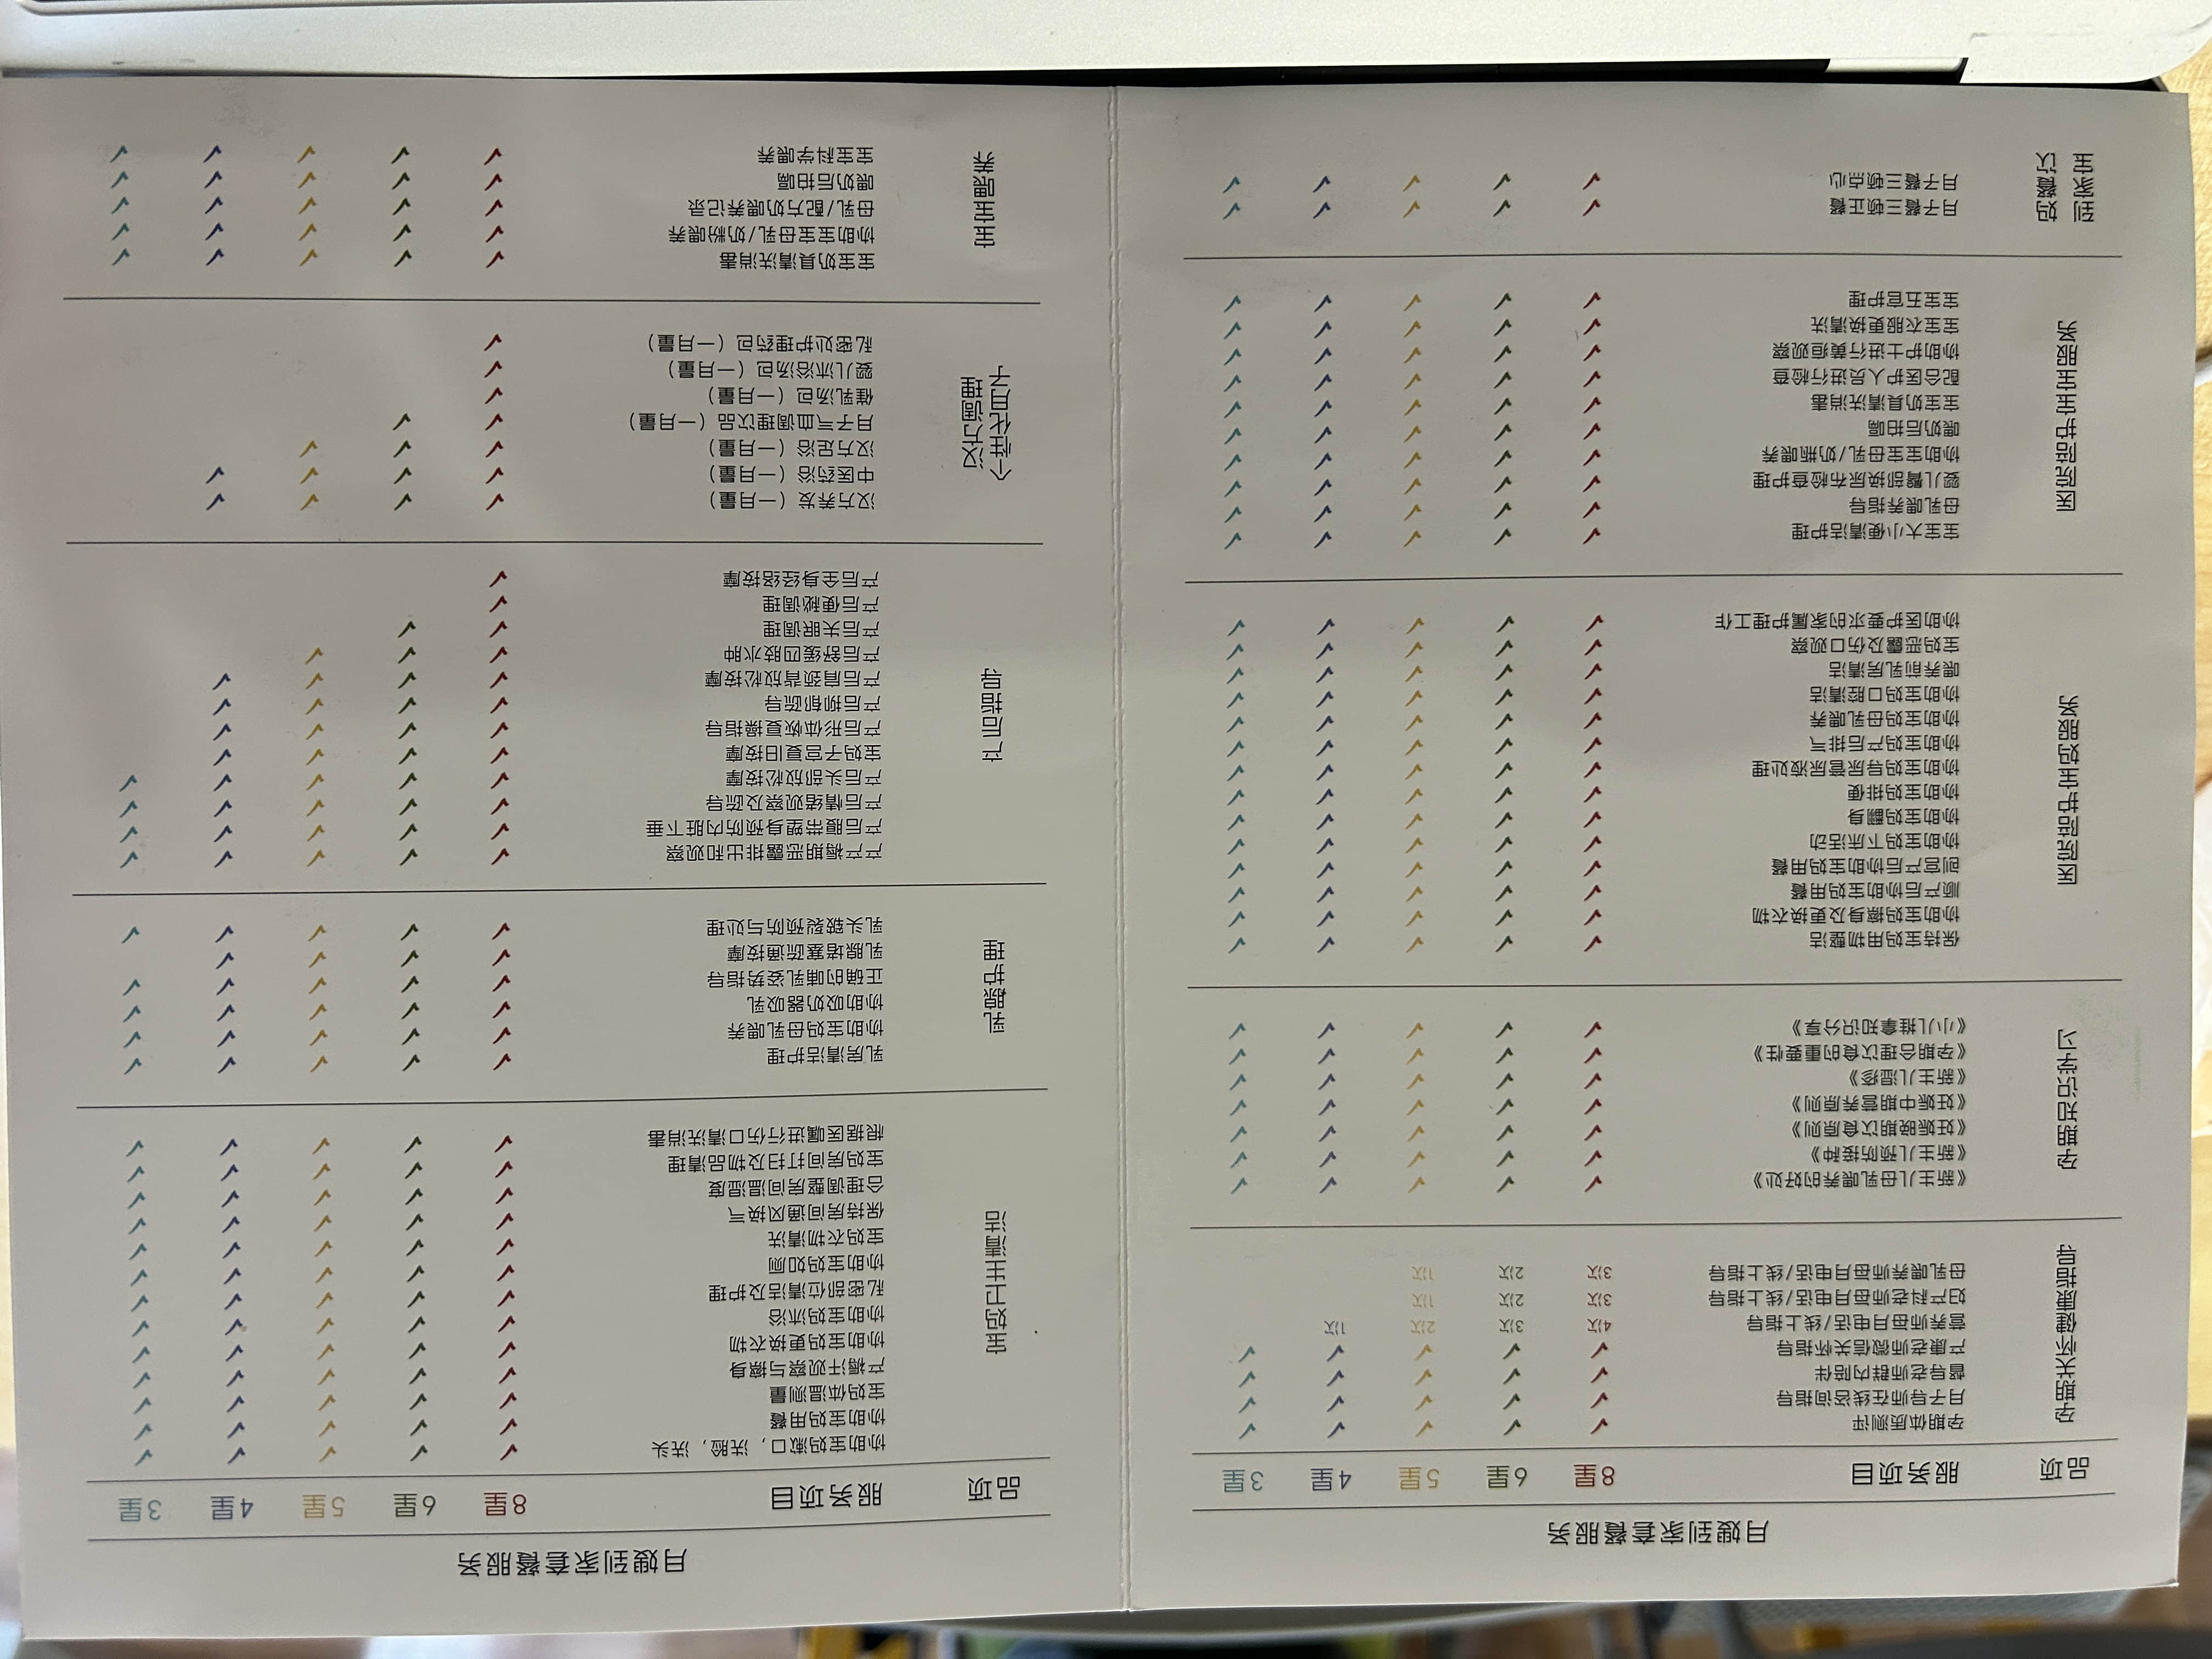 月嫂到家套餐服务
品项 服务项目 8星 6星 5星 4星 3星
孕期关怀健康指导
孕期体质测评 ✓ ✓ ✓ ✓ ✓
月子导师在线咨询指导 ✓ ✓ ✓ ✓ ✓
督导老师群内陪伴 ✓ ✓ ✓ ✓ ✓
产康老师微信关怀指导 ✓ ✓ ✓ ✓ ✓
营养师每月电话/线上指导 4次 3次 2次 1次
妇产科老师每月电话/线上指导 3次 2次 1次
母乳喂养师每月电话/线上指导 3次 2次 1次
孕期知识学习
《新生儿母乳喂养的好处》 ✓ ✓ ✓ ✓ ✓
《新生儿预防接种》 ✓ ✓ ✓ ✓ ✓
《妊娠晚期饮食原则》 ✓ ✓ ✓ ✓ ✓
《妊娠中期营养原则》 ✓ ✓ ✓ ✓ ✓
《新生儿湿疹》 ✓ ✓ ✓ ✓ ✓
《孕期合理饮食的重要性》 ✓ ✓ ✓ ✓ ✓
《小儿推拿知识分享》 ✓ ✓ ✓ ✓ ✓
医院陪护宝妈服务
保持宝妈用物整洁 ✓ ✓ ✓ ✓ ✓
协助宝妈擦身及更换衣物 ✓ ✓ ✓ ✓ ✓
顺产后协助宝妈用餐 ✓ ✓ ✓ ✓ ✓
刨宫产后协助宝妈用餐 ✓ ✓ ✓ ✓ ✓
协助宝妈下床活动 ✓ ✓ ✓ ✓ ✓
协助宝妈翻身 ✓ ✓ ✓ ✓ ✓
协助宝妈排便 ✓ ✓ ✓ ✓ ✓
协助宝妈导尿管尿液处理 ✓ ✓ ✓ ✓ ✓
协助宝妈产后排气 ✓ ✓ ✓ ✓ ✓
协助宝妈母乳喂养 ✓ ✓ ✓ ✓ ✓
协助宝妈口腔清洁 ✓ ✓ ✓ ✓ ✓
喂养前乳房清洁 ✓ ✓ ✓ ✓ ✓
宝妈恶露及伤口观察 ✓ ✓ ✓ ✓ ✓
协助医护要求的家属护理工作 ✓ ✓ ✓ ✓ ✓
医院陪护宝宝服务
宝宝大小便清洁护理 ✓ ✓ ✓ ✓ ✓
母乳喂养指导 ✓ ✓ ✓ ✓ ✓
婴儿臀部换尿布检查护理 ✓ ✓ ✓ ✓ ✓
协助宝宝母乳/奶瓶喂养 ✓ ✓ ✓ ✓ ✓
喂奶后拍嗝 ✓ ✓ ✓ ✓ ✓
宝宝奶具清洗消毒 ✓ ✓ ✓ ✓ ✓
配合医护人员进行检查 ✓ ✓ ✓ ✓ ✓
协助护士进行黄疸观察 ✓ ✓ ✓ ✓ ✓
宝宝衣服更换清洗 ✓ ✓ ✓ ✓ ✓
宝宝五官护理 ✓ ✓ ✓ ✓ ✓
到家宝
妈餐饮
月子餐三顿正餐 ✓ ✓ ✓ ✓ ✓
月子餐三顿点心 ✓ ✓ ✓ ✓ ✓
月嫂到家套餐服务
品项 服务项目 8星 6星 5星 4星 3星
宝妈卫生清洁
协助宝妈漱口，洗脸，洗头 ✓ ✓ ✓ ✓ ✓
协助宝妈用餐 ✓ ✓ ✓ ✓ ✓
宝妈体温测量 ✓ ✓ ✓ ✓ ✓
产褥汗观察与擦身 ✓ ✓ ✓ ✓ ✓
协助宝妈更换衣物 ✓ ✓ ✓ ✓ ✓
协助宝妈沐浴 ✓ ✓ ✓ ✓ ✓
私密部位清洁及护理 ✓ ✓ ✓ ✓ ✓
协助宝妈如厕 ✓ ✓ ✓ ✓ ✓
宝妈衣物清洗 ✓ ✓ ✓ ✓ ✓
保持房间通风换气 ✓ ✓ ✓ ✓ ✓
合理调整房间温湿度 ✓ ✓ ✓ ✓ ✓
宝妈房间打扫及物品清理 ✓ ✓ ✓ ✓ ✓
根据医嘱进行伤口清洗消毒 ✓ ✓ ✓ ✓ ✓
乳腺护理
乳房清洁护理 ✓ ✓ ✓ ✓ ✓
协助宝妈母乳喂养 ✓ ✓ ✓ ✓ ✓
协助吸奶器吸乳 ✓ ✓ ✓ ✓ ✓
正确的哺乳姿势指导 ✓ ✓ ✓ ✓ ✓
乳腺堵塞疏通按摩 ✓ ✓ ✓ ✓
乳头皲裂预防与处理 ✓ ✓ ✓ ✓ ✓
产后指导
产产褥期恶露排出和观察 ✓ ✓ ✓ ✓ ✓
产后腹带塑身预防内脏下垂 ✓ ✓ ✓ ✓ ✓
产后情绪观察及疏导 ✓ ✓ ✓ ✓ ✓
产后头部放松按摩 ✓ ✓ ✓ ✓ ✓
宝妈子宫复旧按摩 ✓ ✓ ✓ ✓
产后形体恢复操指导 ✓ ✓ ✓ ✓
产后抑郁疏导 ✓ ✓ ✓ ✓
产后肩颈背放松按摩 ✓ ✓ ✓ ✓
产后舒缓四肢水肿 ✓ ✓ ✓
产后失眠调理 ✓ ✓
产后便秘调理 ✓
产后全身经络按摩 ✓
个性化月子
汉方调理
汉方养发（一月量） ✓ ✓ ✓ ✓
中医药浴（一月量） ✓ ✓ ✓ ✓
汉方足浴（一月量） ✓ ✓ ✓
月子气血调理饮品（一月量） ✓ ✓
催乳汤包（一月量） ✓
婴儿沐浴汤包（一月量） ✓
私密处护理药包（一月量） ✓
宝宝喂养
宝宝奶具清洗消毒 ✓ ✓ ✓ ✓ ✓
协助宝宝母乳/奶粉喂养 ✓ ✓ ✓ ✓ ✓
母乳/配方奶喂养记录 ✓ ✓ ✓ ✓ ✓
喂奶后拍嗝 ✓ ✓ ✓ ✓ ✓
宝宝科学喂养 ✓ ✓ ✓ ✓ ✓